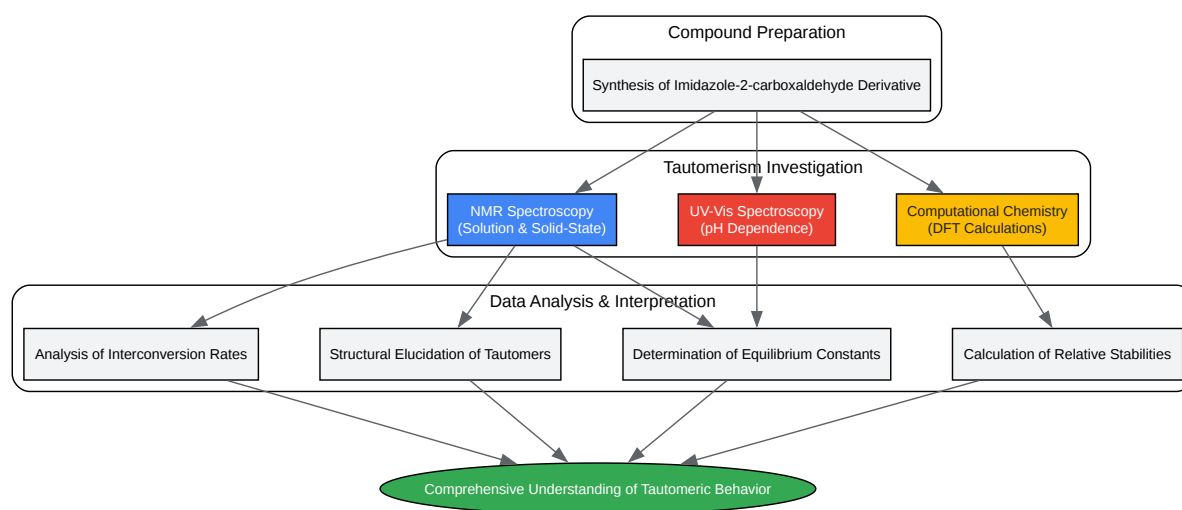 Compound Preparation
Synthesis of Imidazole-2-carboxaldehyde Derivative
Tautomerism Investigation
NMR Spectroscopy
(Solution & Solid-State)
UV-Vis Spectroscopy
(pH Dependence)
Computational Chemistry
(DFT Calculations)
Data Analysis & Interpretation
Analysis of Interconversion Rates
Structural Elucidation of Tautomers
Determination of Equilibrium Constants
Calculation of Relative Stabilities
Comprehensive Understanding of Tautomeric Behavior